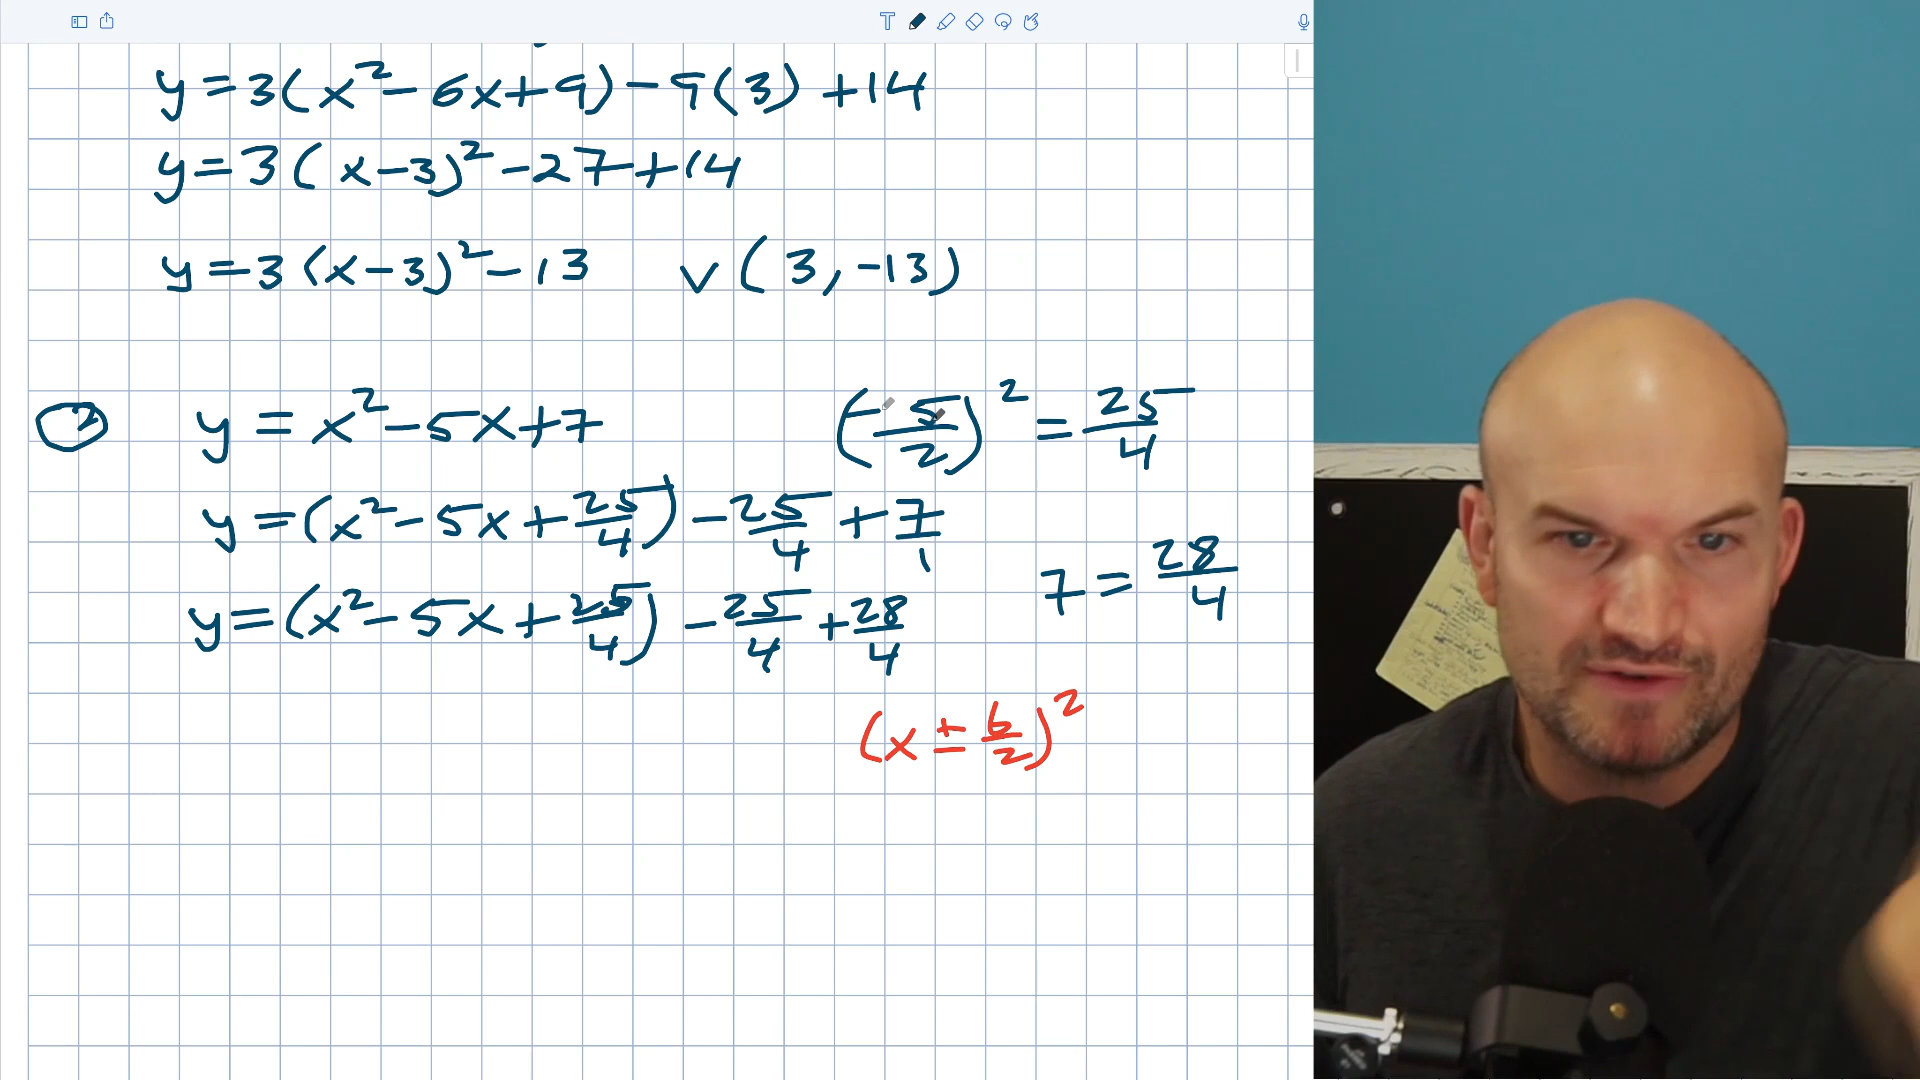 y = 3(x² - 6x + 9) - 9(3) + 14
y = 3(x - 3)² - 27 + 14
y = 3(x - 3)² - 13 v(3, -13)
② y = x² - 5x + 7 (-5/2)² = 25/4
y = (x² - 5x + 25/4) - 25/4 + 7/1
7 = 28/4
y = (x² - 5x + 25/4) - 25/4 + 28/4
(x ± b/2)²